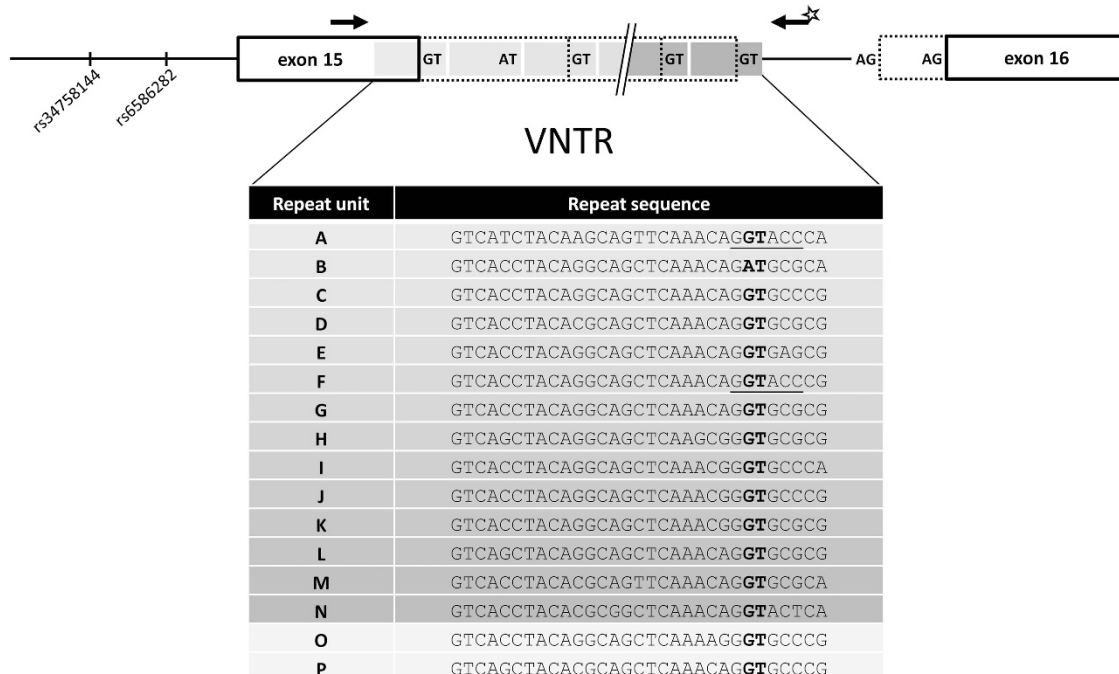 exon 15 GT AT GT GT GT AG AG exon 16
rs34758144 rs6586282
VNTR
Repeat unit Repeat sequence
A GTCATCTACAAGCAGTTCAAACAGGTACCCA
B GTCACCTACAGGCAGCTCAAACAGATGCGCA
C GTCACCTACAGGCAGCTCAAACAGGTGCCCG
D GTCACCTACACGCAGCTCAAACAGGTGCGCG
E GTCACCTACAGGCAGCTCAAACAGGTGAGCG
F GTCACCTACAGGCAGCTCAAACAGGTACCCG
G GTCACCTACAGGCAGCTCAAACAGGTGCGCG
H GTCAGCTACAGGCAGCTCAAGCGGGTGCGCG
I GTCACCTACAGGCAGCTCAAACGGGTGCCCA
J GTCACCTACAGGCAGCTCAAACGGGTGCCCG
K GTCACCTACAGGCAGCTCAAACGGGTGCGCG
L GTCAGCTACAGGCAGCTCAAACAGGTGCGCG
M GTCACCTACACGCAGTTCAAACAGGTGCGCA
N GTCACCTACACGCGGCTCAAACAGGTACTCA
O GTCACCTACAGGCAGCTCAAAAGGGTGCCCG
P GTCAGCTACAGGCAGCTCAAACAGGTGCCCG